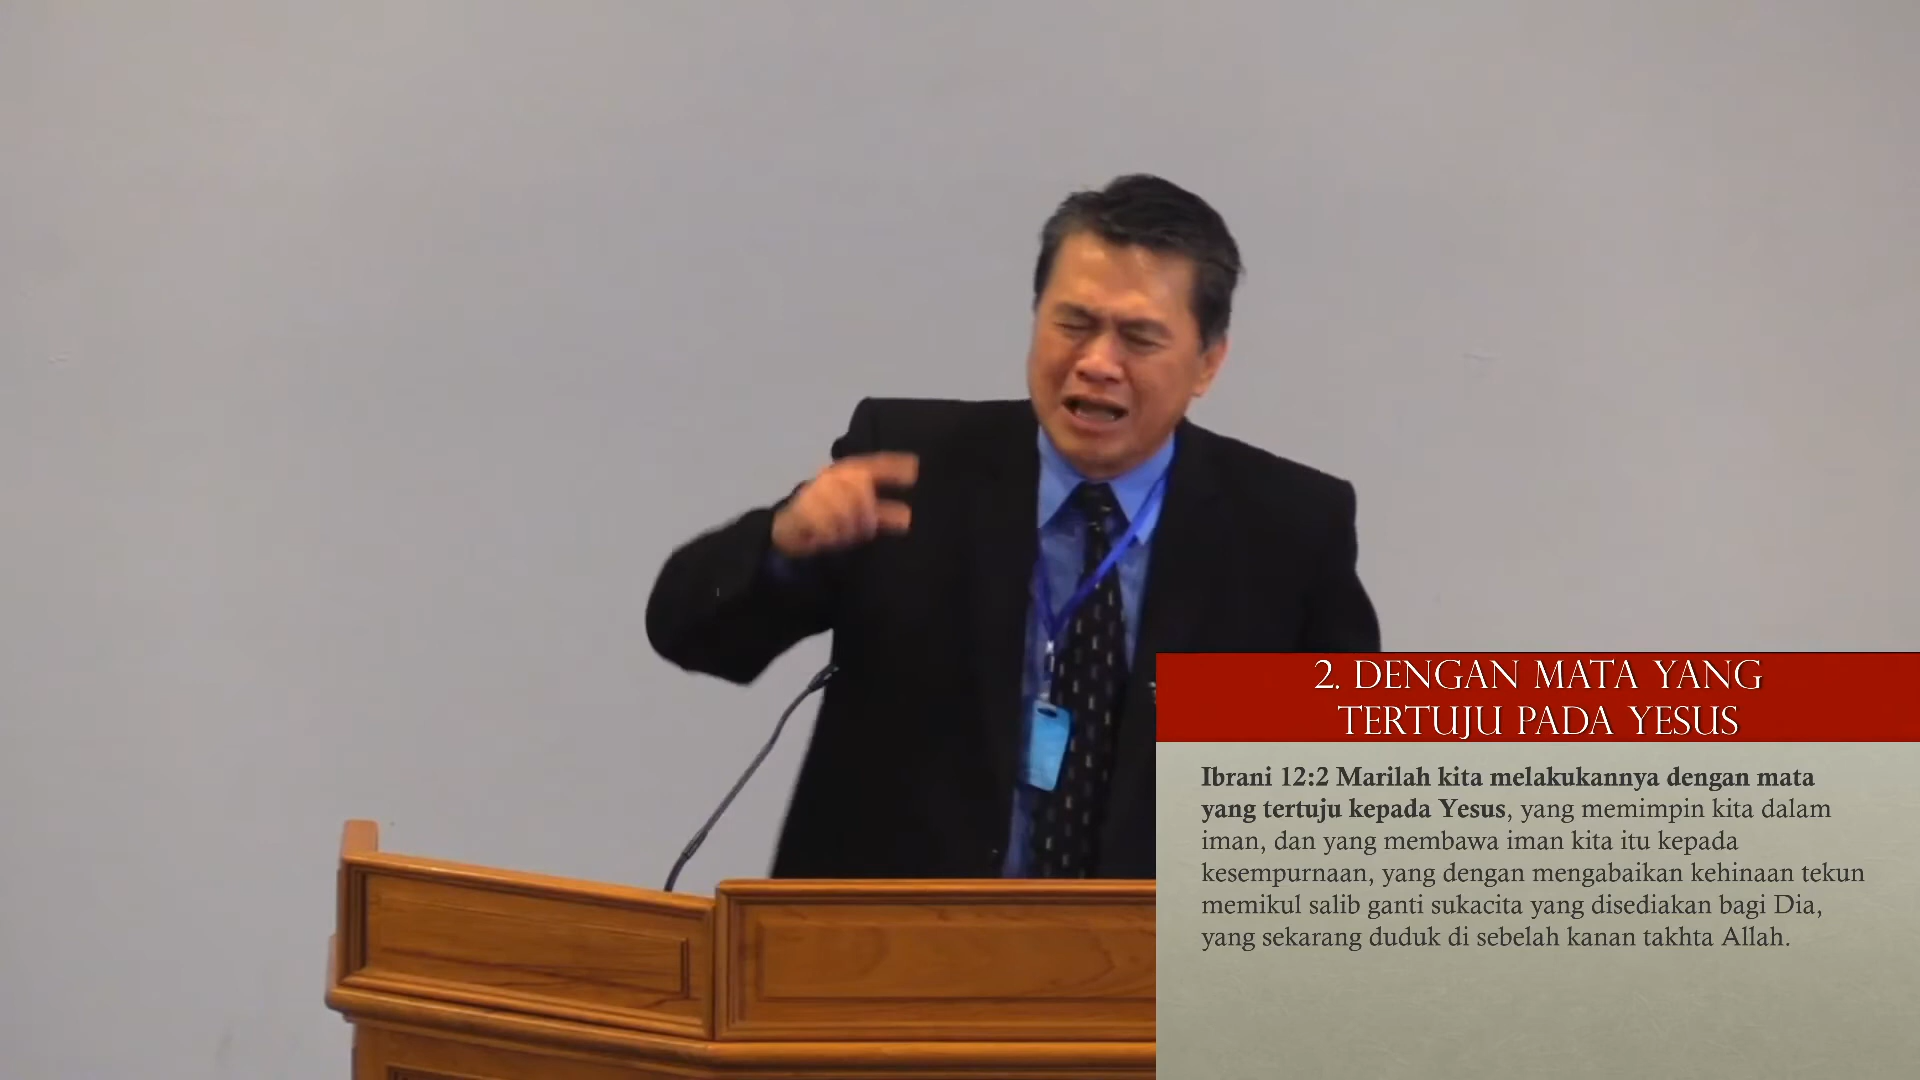 2. DENGAN MATA YANG
TERTUJU PADA YESUS
Ibrani 12:2 Marilah kita melakukannya dengan mata
yang tertuju kepada Yesus, yang memimpin kita dalam
iman, dan yang membawa iman kita itu kepada
kesempurnaan, yang dengan mengabaikan kehinaan tekun
memikul salib ganti sukacita yang disediakan bagi Dia,
yang sekarang duduk di sebelah kanan takhta Allah.